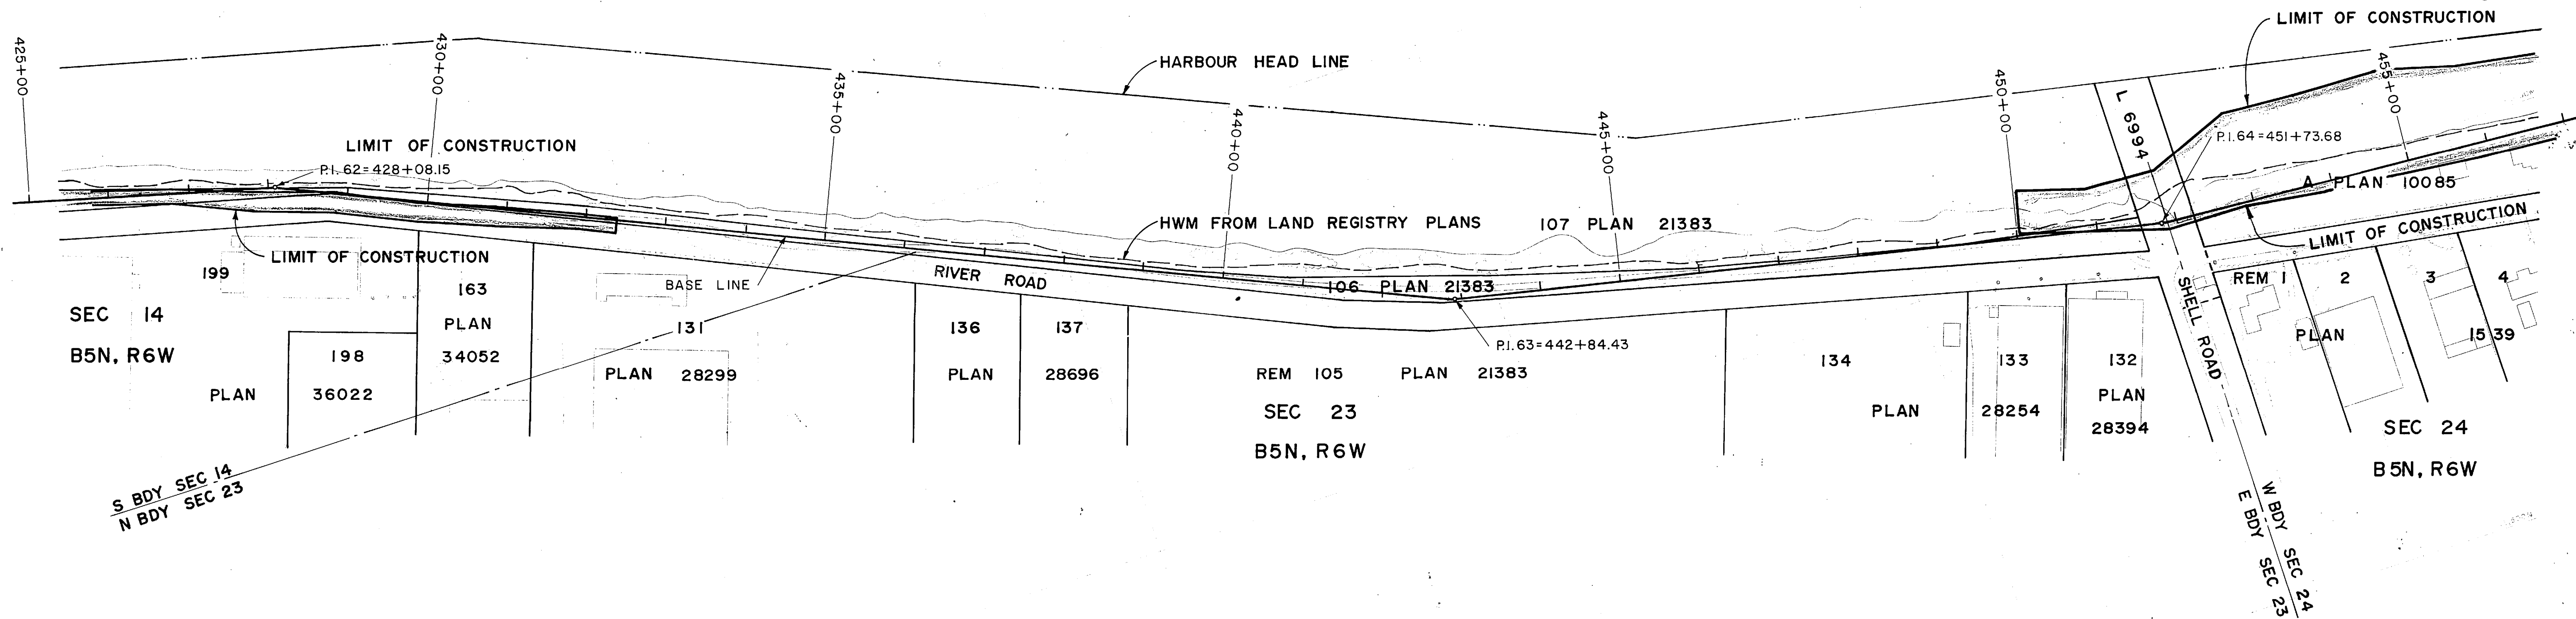 425+00
430+00
435+00
440+00
445+00
450+00
455+00
LIMIT OF CONSTRUCTION
HARBOUR HEAD LINE
L 6994
LIMIT OF CONSTRUCTION
P.I. 62=428+08.15
P.I. 64=451+73.68
A PLAN 10085
HWM FROM LAND REGISTRY PLANS
107 PLAN 21383
LIMIT OF CONSTRUCTION
LIMIT OF CONSTRUCTION
199
163
PLAN
34052
BASE LINE
RIVER ROAD
106 PLAN 21383
P.I. 63=442+84.43
SHELL ROAD
REM 1
2
3
4
PLAN 1539
SEC 14
B5N, R6W
198
PLAN 36022
131
PLAN 28299
136
137
PLAN 28696
REM 105 PLAN 21383
SEC 23
B5N, R6W
134
133
PLAN 28254
132
PLAN
28394
SEC 24
B5N, R6W
S BDY SEC 14
N BDY SEC 23
W BDY SEC 24
E BDY SEC 23